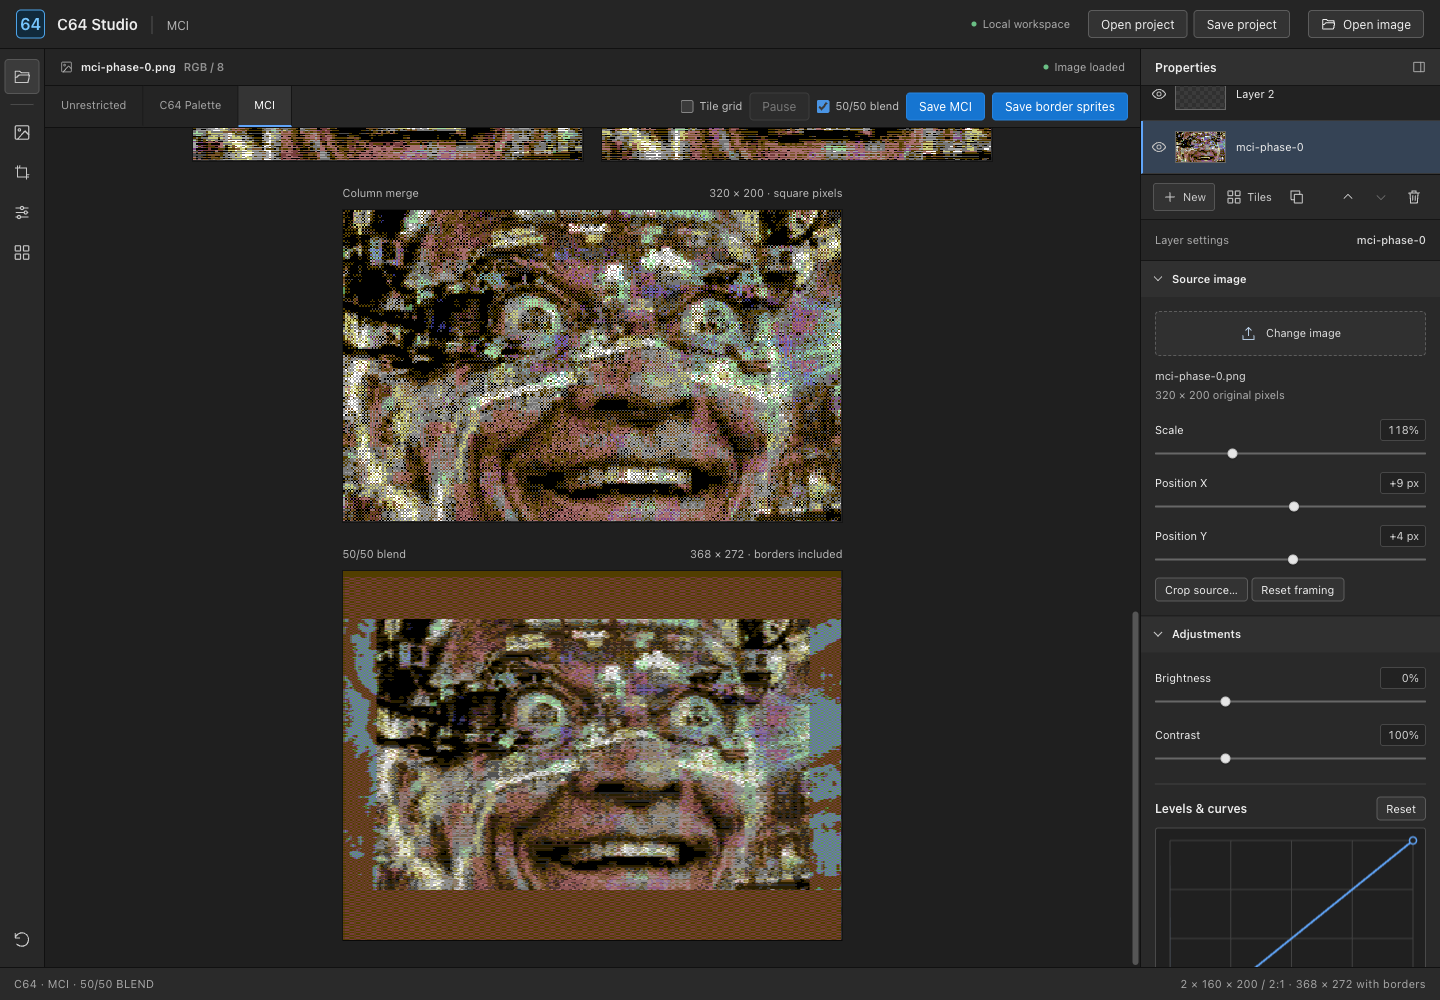 64 C64 Studio MCI
Local workspace Open project Save project Open image
mci-phase-0.png RGB / 8 Image loaded
Unrestricted C64 Palette MCI Tile grid Pause 50/50 blend Save MCI Save border sprites
Column merge 320 × 200 · square pixels
50/50 blend 368 × 272 · borders included
Properties
Layer 2
mci-phase-0
New Tiles
Layer settings mci-phase-0
Source image
Change image
mci-phase-0.png
320 × 200 original pixels
Scale 118%
Position X +9 px
Position Y +4 px
Crop source... Reset framing
Adjustments
Brightness 0%
Contrast 100%
Levels & curves Reset
C64 · MCI · 50/50 BLEND 2 × 160 × 200 / 2:1 · 368 × 272 with borders